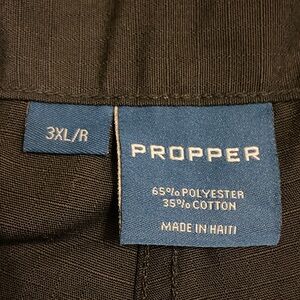 3XL/R
PROPPER
65% POLYESTER
35% COTTON
MADE IN HAITI